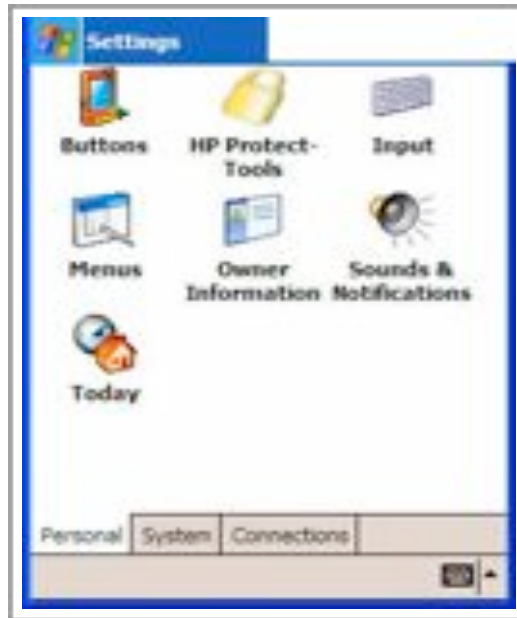 Settings
Buttons
HP Protect-
Tools
Input
Menus
Owner
Information
Sounds &
Notifications
Today
Personal System Connections